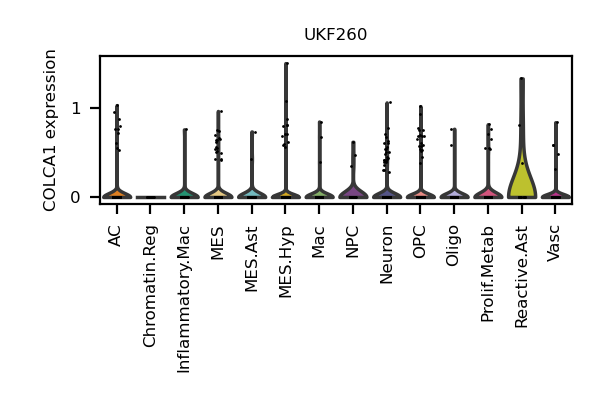 UKF260
COLCA1 expression
1
0
AC
Chromatin.Reg
Inflammatory.Mac
MES
MES.Ast
MES.Hyp
Mac
NPC
Neuron
OPC
Oligo
Prolif.Metab
Reactive.Ast
Vasc